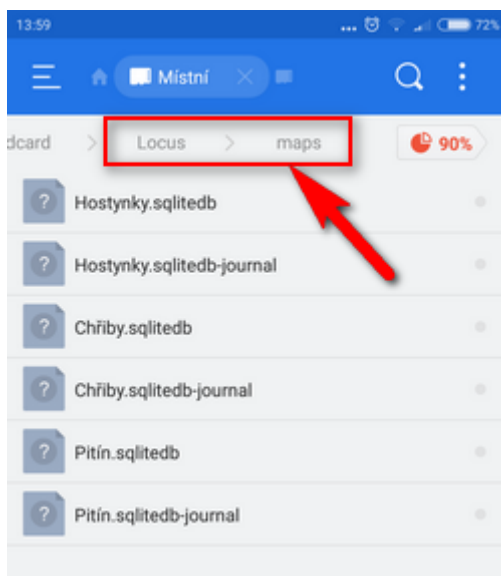 13:59 ... 72%
Místní
dcard > Locus > maps 90%
? Hostynky.sqlitedb
? Hostynky.sqlitedb-journal
? Chřiby.sqlitedb
? Chřiby.sqlitedb-journal
? Pitín.sqlitedb
? Pitín.sqlitedb-journal